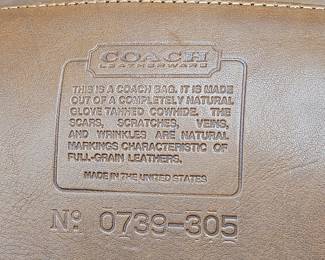 COACH
LEATHERWARE
THIS IS A COACH BAG. IT IS MADE
OUT OF A COMPLETELY NATURAL
GLOVE TANNED COWHIDE. THE
SCARS, SCRATCHES, VEINS,
AND WRINKLES ARE NATURAL
MARKINGS CHARACTERISTIC OF
FULL-GRAIN LEATHERS.
MADE IN THE UNITED STATES
Nº 0739-305